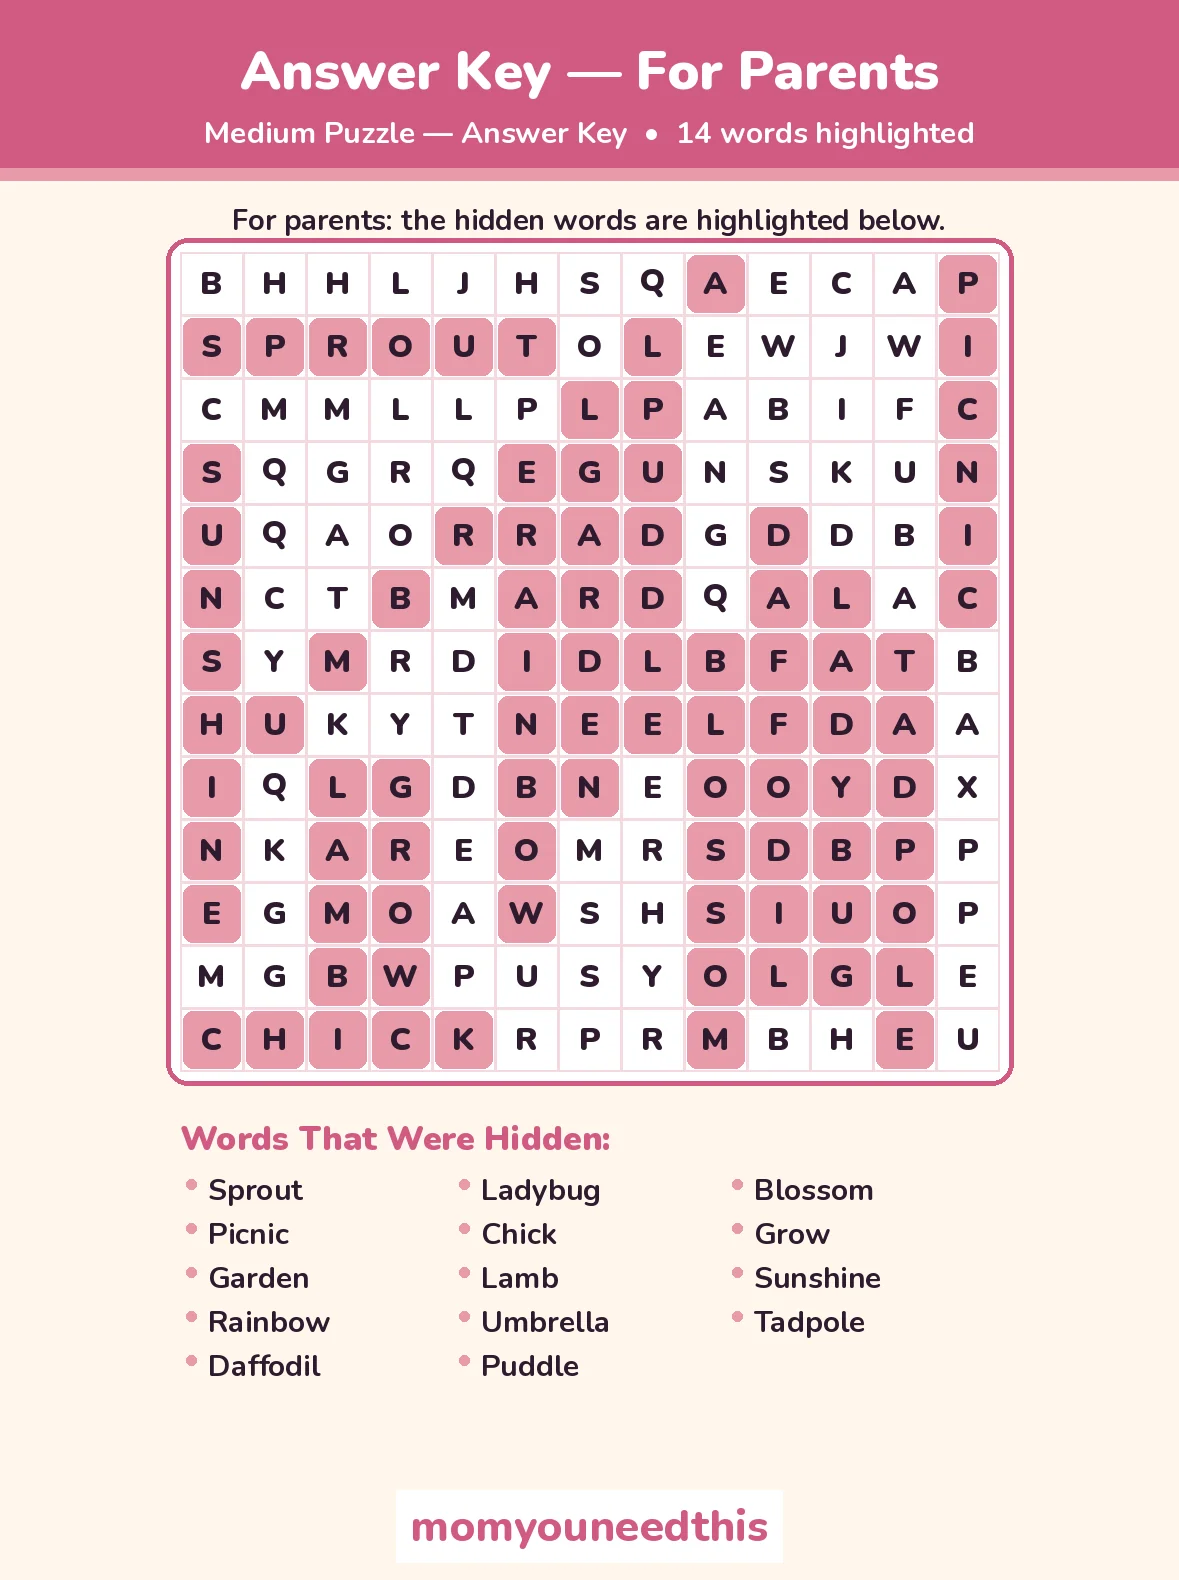 Answer Key — For Parents
Medium Puzzle — Answer Key • 14 words highlighted
For parents: the hidden words are highlighted below.
B H H L J H S Q A E C A P
S P R O U T O L E W J W I
C M M L L P L P A B I F C
S Q G R Q E G U N S K U N
U Q A O R R A D G D D B I
N C T B M A R D Q A L A C
S Y M R D I D L B F A T B
H U K Y T N E E L F D A A
I Q L G D B N E O O Y D X
N K A R E O M R S D B P P
E G M O A W S H S I U O P
M G B W P U S Y O L G L E
C H I C K R P R M B H E U
Words That Were Hidden:
• Sprout • Ladybug • Blossom
• Picnic • Chick • Grow
• Garden • Lamb • Sunshine
• Rainbow • Umbrella • Tadpole
• Daffodil • Puddle
momyouneedthis